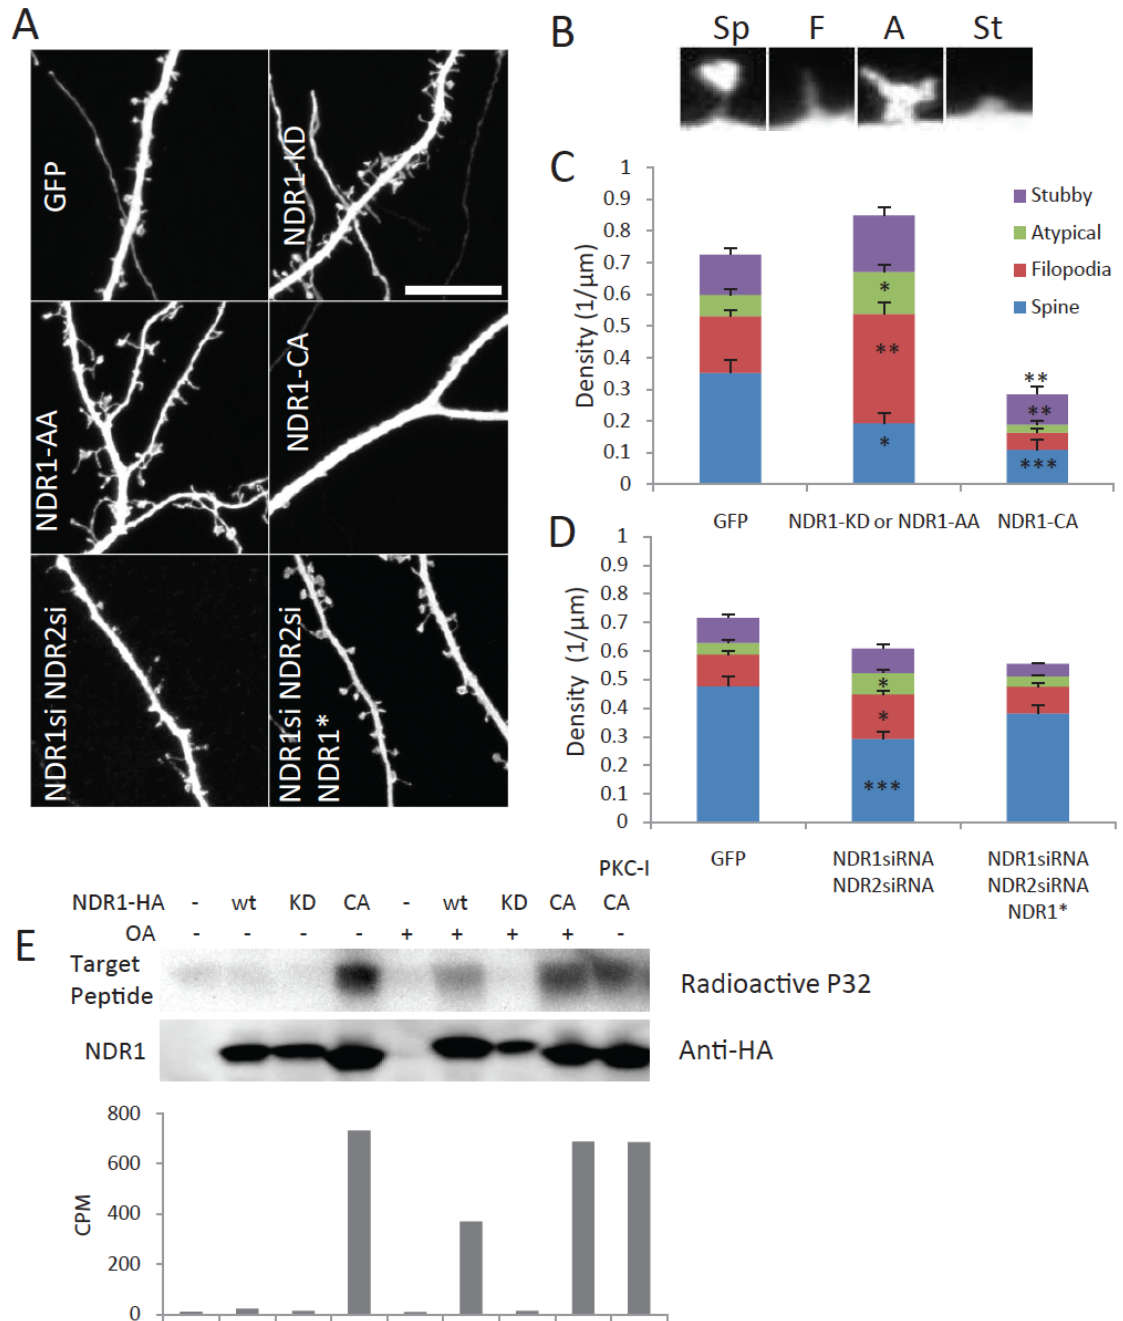 A
GFP
NDR1-KD
NDR1-AA
NDR1-CA
NDR1si NDR2si
NDR1si NDR2si
NDR1*
B
Sp F A St
C
1
0.9
0.8
0.7
0.6
0.5
0.4
0.3
0.2
0.1
0
Density (1/µm)
Stubby
Atypical
Filopodia
Spine
*
**
*
**
**
***
GFP NDR1-KD or NDR1-AA NDR1-CA
D
1
0.9
0.8
0.7
0.6
0.5
0.4
0.3
0.2
0.1
0
Density (1/µm)
*
*
***
GFP NDR1siRNA NDR1siRNA
NDR2siRNA NDR2siRNA
NDR1*
E
PKC-I
NDR1-HA - wt KD CA - wt KD CA CA
OA - - - - + + + + -
Target
Peptide
Radioactive P32
NDR1
Anti-HA
800
600
400
200
0
CPM